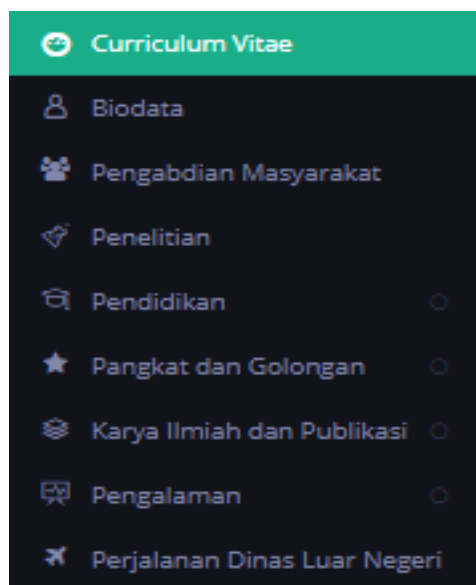 Curriculum Vitae
Biodata
Pengabdian Masyarakat
Penelitian
Pendidikan
Pangkat dan Golongan
Karya Ilmiah dan Publikasi
Pengalaman
Perjalanan Dinas Luar Negeri